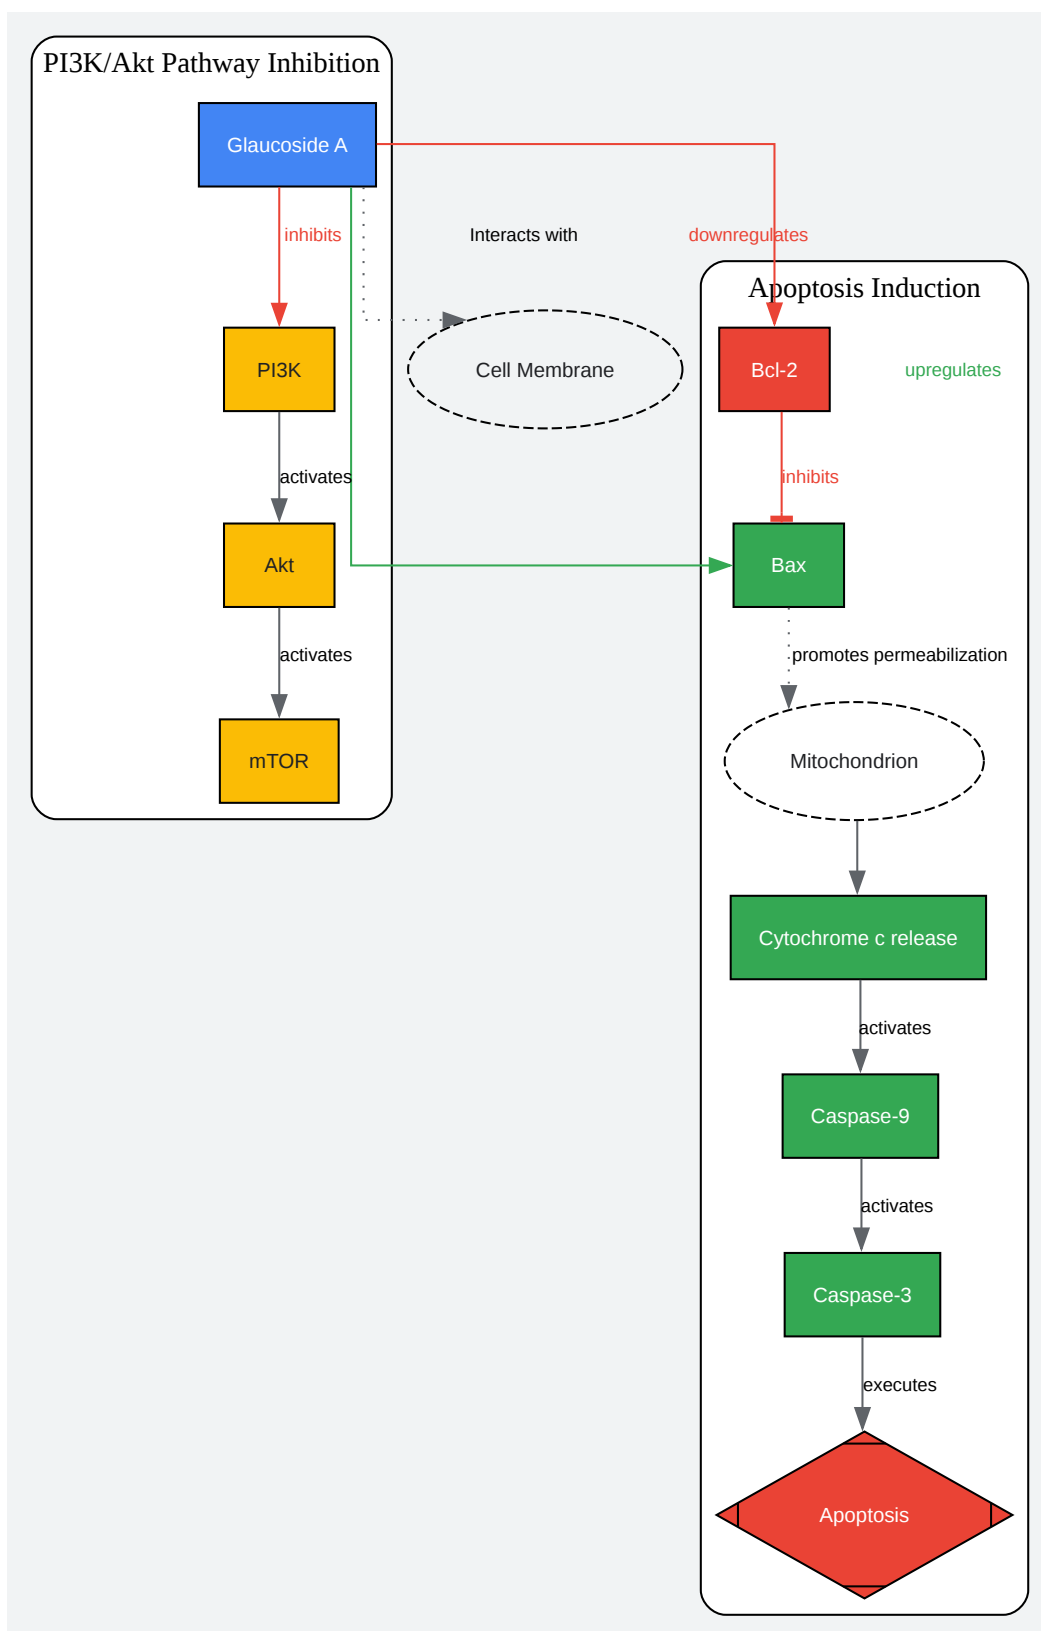 PI3K/Akt Pathway Inhibition
Glaucoside A
inhibits
Interacts with
downregulates
Apoptosis Induction
PI3K
Cell Membrane
Bcl-2
upregulates
activates
inhibits
Akt
Bax
activates
promotes permeabilization
mTOR
Mitochondrion
Cytochrome c release
activates
Caspase-9
activates
Caspase-3
executes
Apoptosis